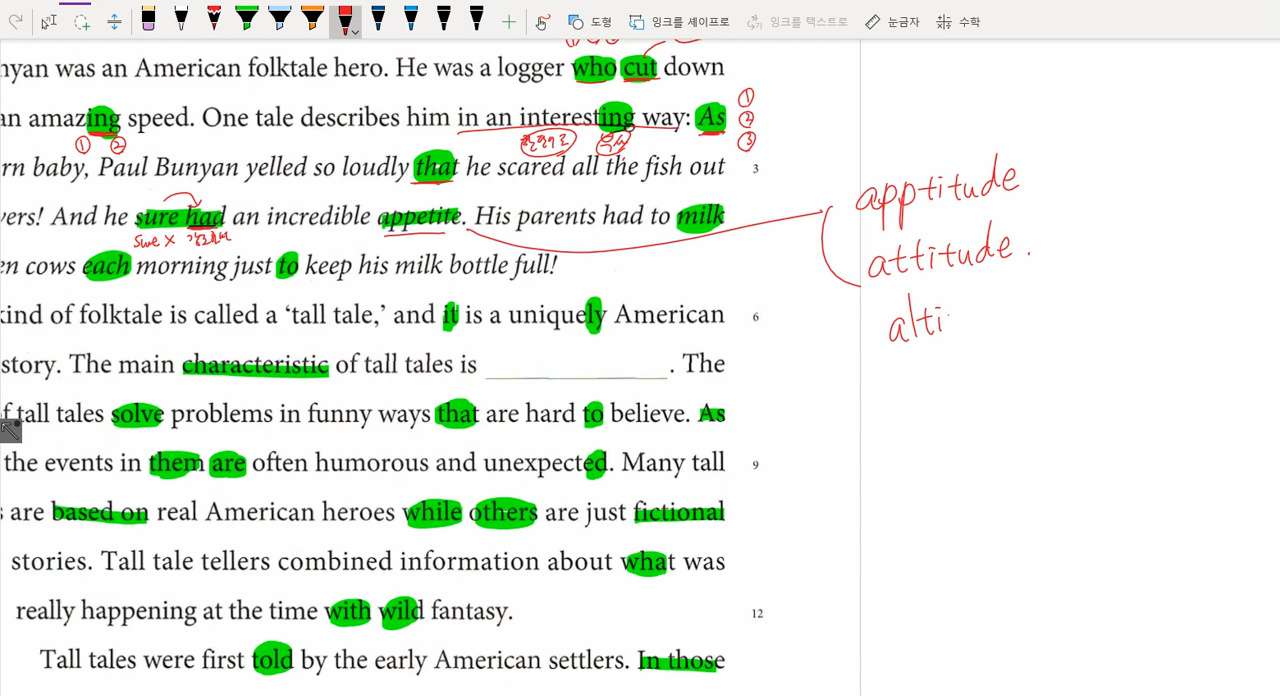 도형
잉크를 셰이프로
잉크를 텍스트로
눈금자
수학
nyan was an American folktale hero. He was a logger who cut down
an amazing speed. One tale describes him in an interesting way: As
① ②
①
②
③
rn baby, Paul Bunyan yelled so loudly that he scared all the fish out
3
vers! And he sure had an incredible appetite. His parents had to milk
sure x
en cows each morning just to keep his milk bottle full!
apptitude
attitude.
alti
kind of folktale is called a ‘tall tale,’ and it is a uniquely American
6
story. The main characteristic of tall tales is ______________. The
f tall tales solve problems in funny ways that are hard to believe. As
the events in them are often humorous and unexpected. Many tall
9
s are based on real American heroes while others are just fictional
stories. Tall tale tellers combined information about what was
really happening at the time with wild fantasy.
12
Tall tales were first told by the early American settlers. In those